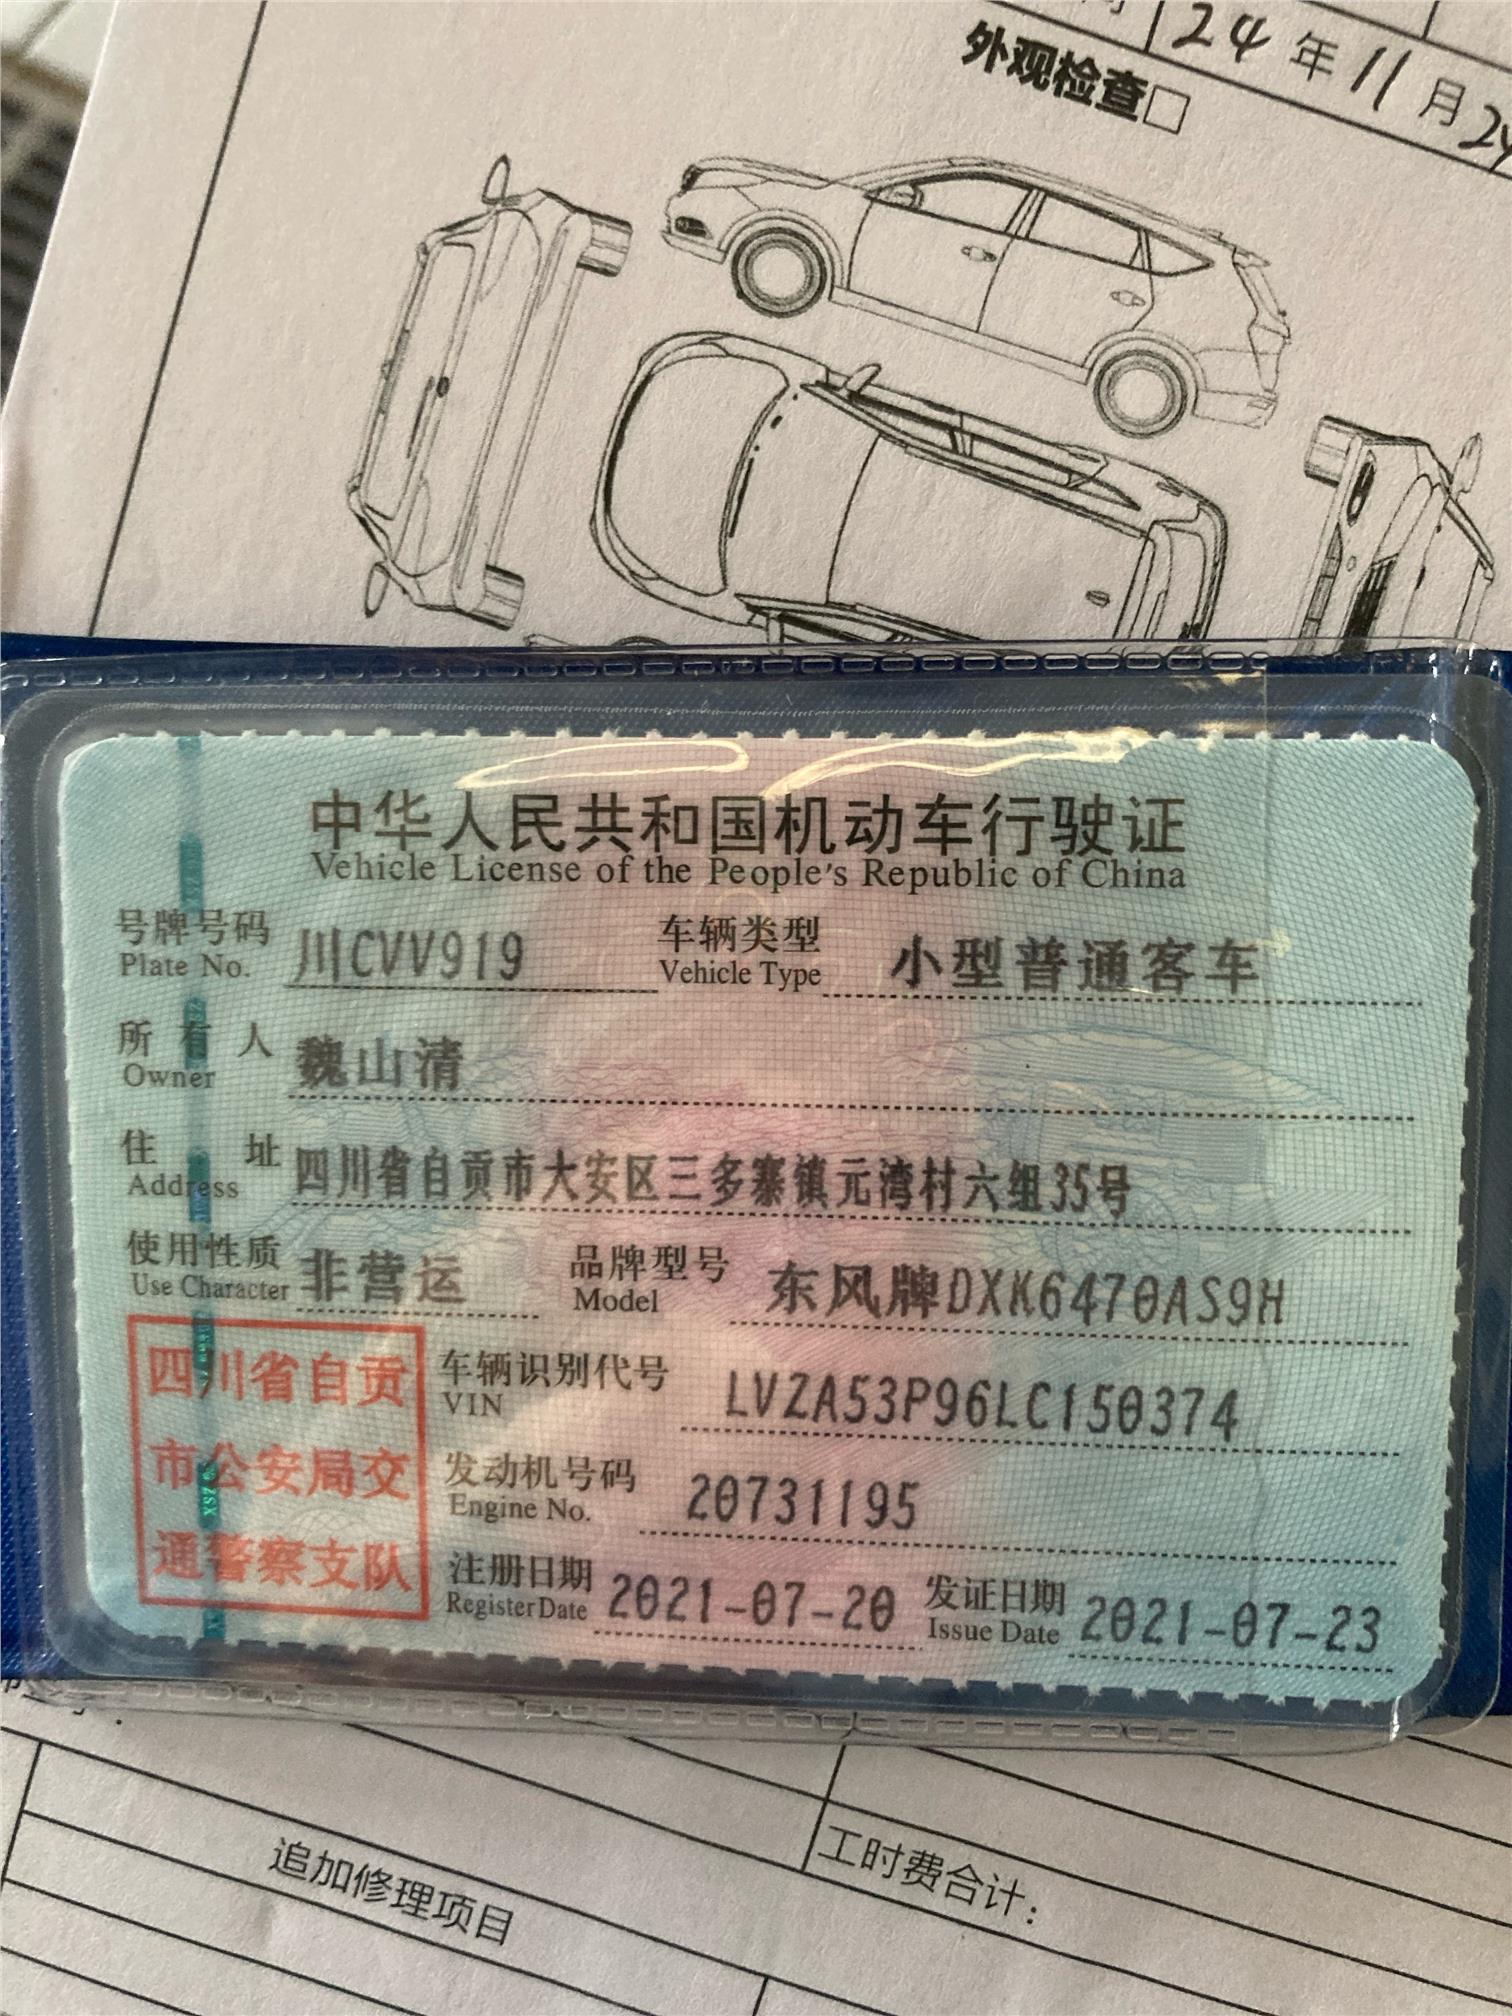 24年11月24
外观检查□
中华人民共和国机动车行驶证
Vehicle License of the People's Republic of China
号牌号码 川CVV919 车辆类型 小型普通客车
Plate No. Vehicle Type
所有人 魏山清
Owner
住址 四川省自贡市大安区三多寨镇元湾村六组35号
Address
使用性质 非营运 品牌型号 东风牌DXK6470AS9H
Use Character Model
四川省自贡
市公安局交
通警察支队
车辆识别代号 LVZA53P96LC150374
VIN
发动机号码 20731195
Engine No.
注册日期 2021-07-20 发证日期 2021-07-23
Register Date Issue Date
追加修理项目
工时费合计：